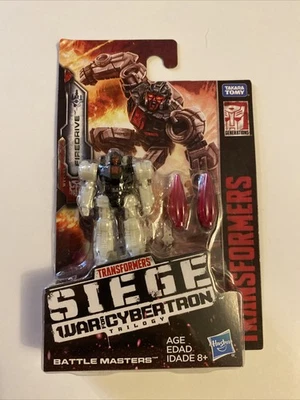 FIREDRIVE
TAKARA
TOMY
GENERATIONS
TRANSFORMERS
TRANSFORMERS
SIEGE
WAR FOR CYBERTRON
TRILOGY
BATTLE MASTERS
AGE
EDAD
IDADE 8+
Hasbro